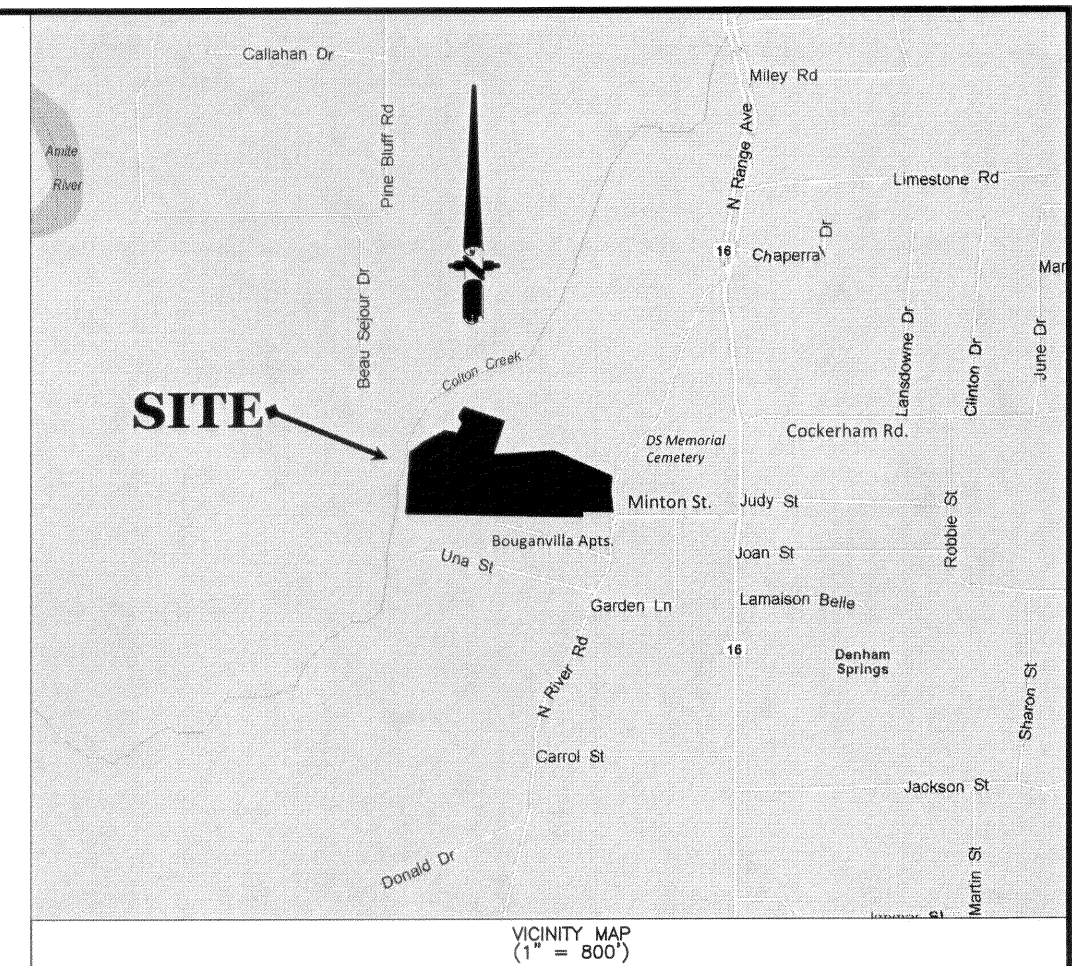 Callahan Dr
Miley Rd
Pine Bluff Rd
N Range Ave
Amite
River
Limestone Rd
16
Chaperral Dr
Mar
Beau Sejour Dr
Colton Creek
Lansdowne Dr
Clinton Dr
June Dr
SITE
DS Memorial
Cemetery
Cockerham Rd.
Minton St.
Judy St
Robbie St
Bouganvilla Apts.
Una St
Joan St
Garden Ln
Lamaison Belle
N River Rd
16
Denham
Springs
Sharon St
Carrol St
Jackson St
Donald Dr
Martin St
VICINITY MAP
(1" = 800')